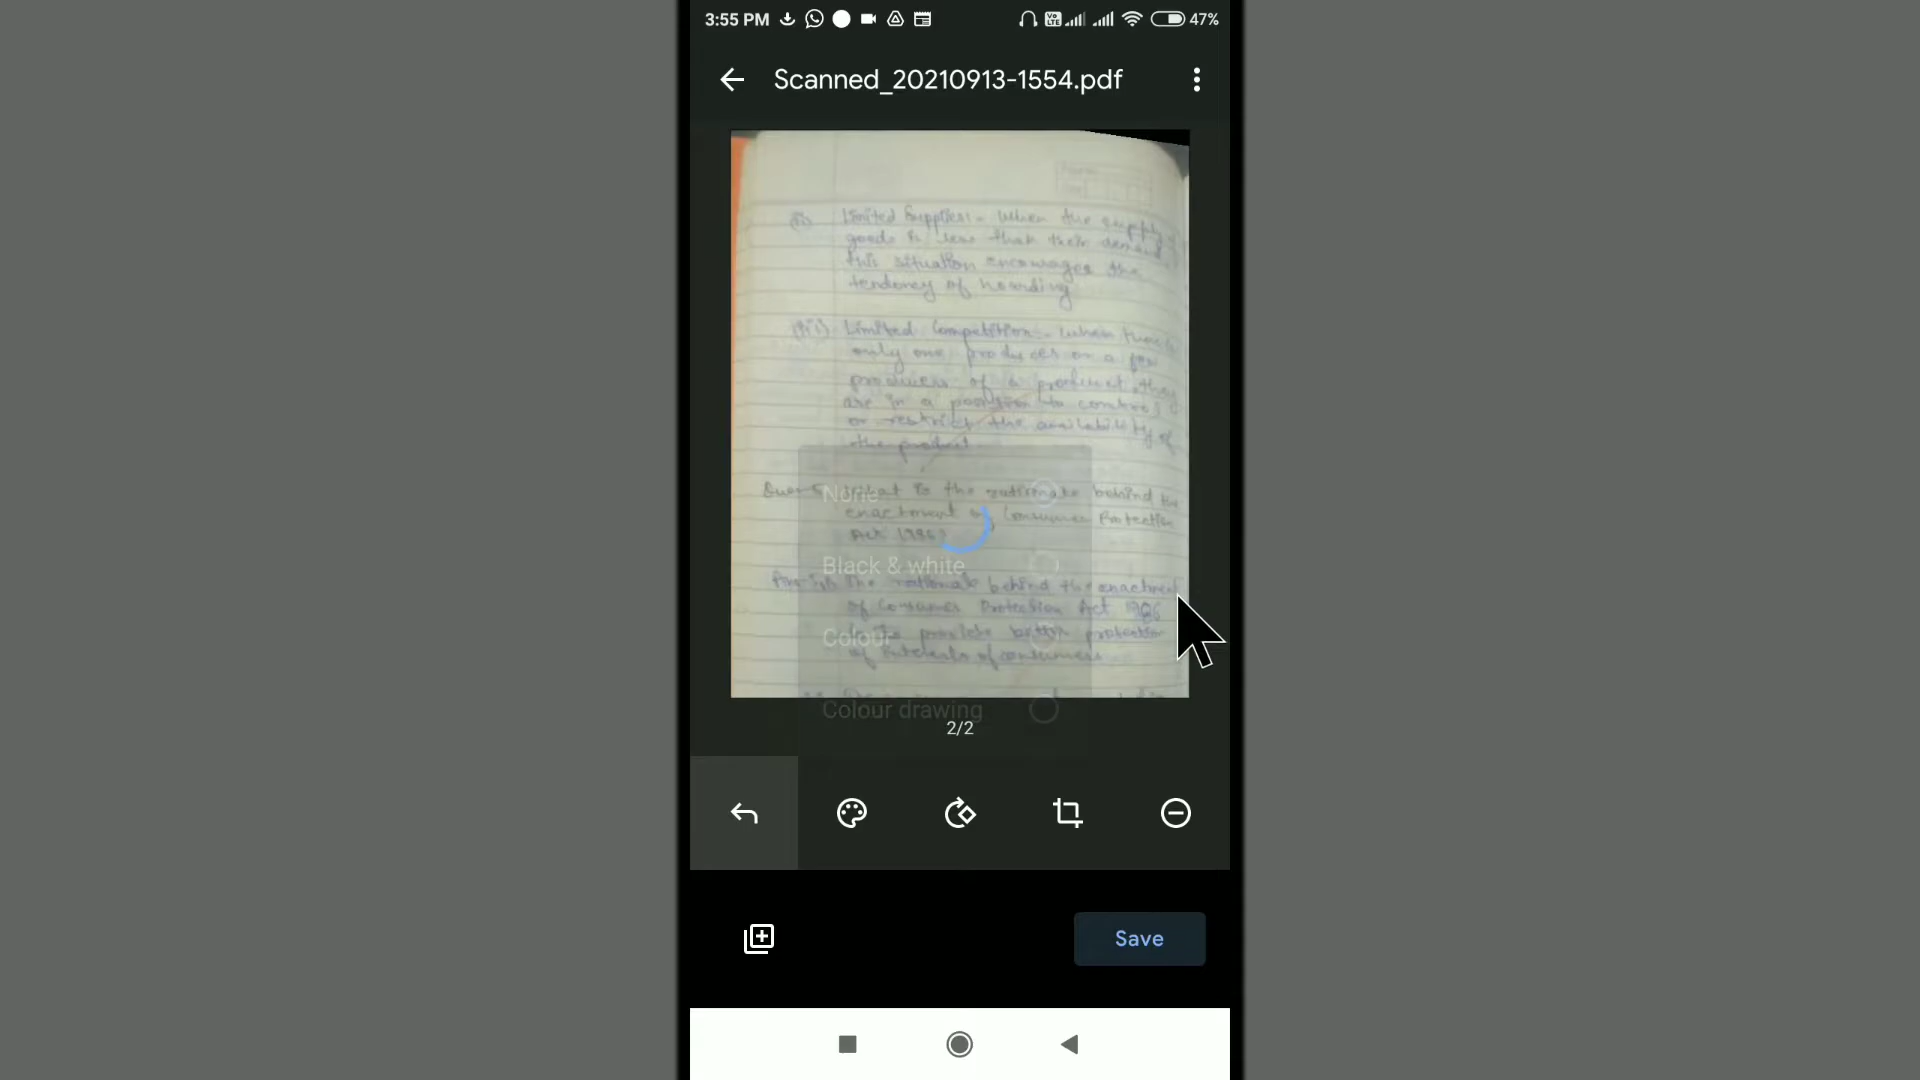 3:55 PM
47%
Scanned_20210913-1554.pdf
(ii) Limited Supplies:- When the supply
goods is less that their demand
this situation encourages the
tendency of hoarding
(iii) Limited Competition:- When
only one producer or a few
producers of a product, they
are in a position to control
or restrict the availability of
the product.
What is the rationale behind the
enactment of Consumer Protection
Act 1986?
The rationale behind the enactment
of Consumer Protection Act 1986
is to provide better protection
of interests of consumers
None
Black & white
Colour
Colour drawing
2/2
Save